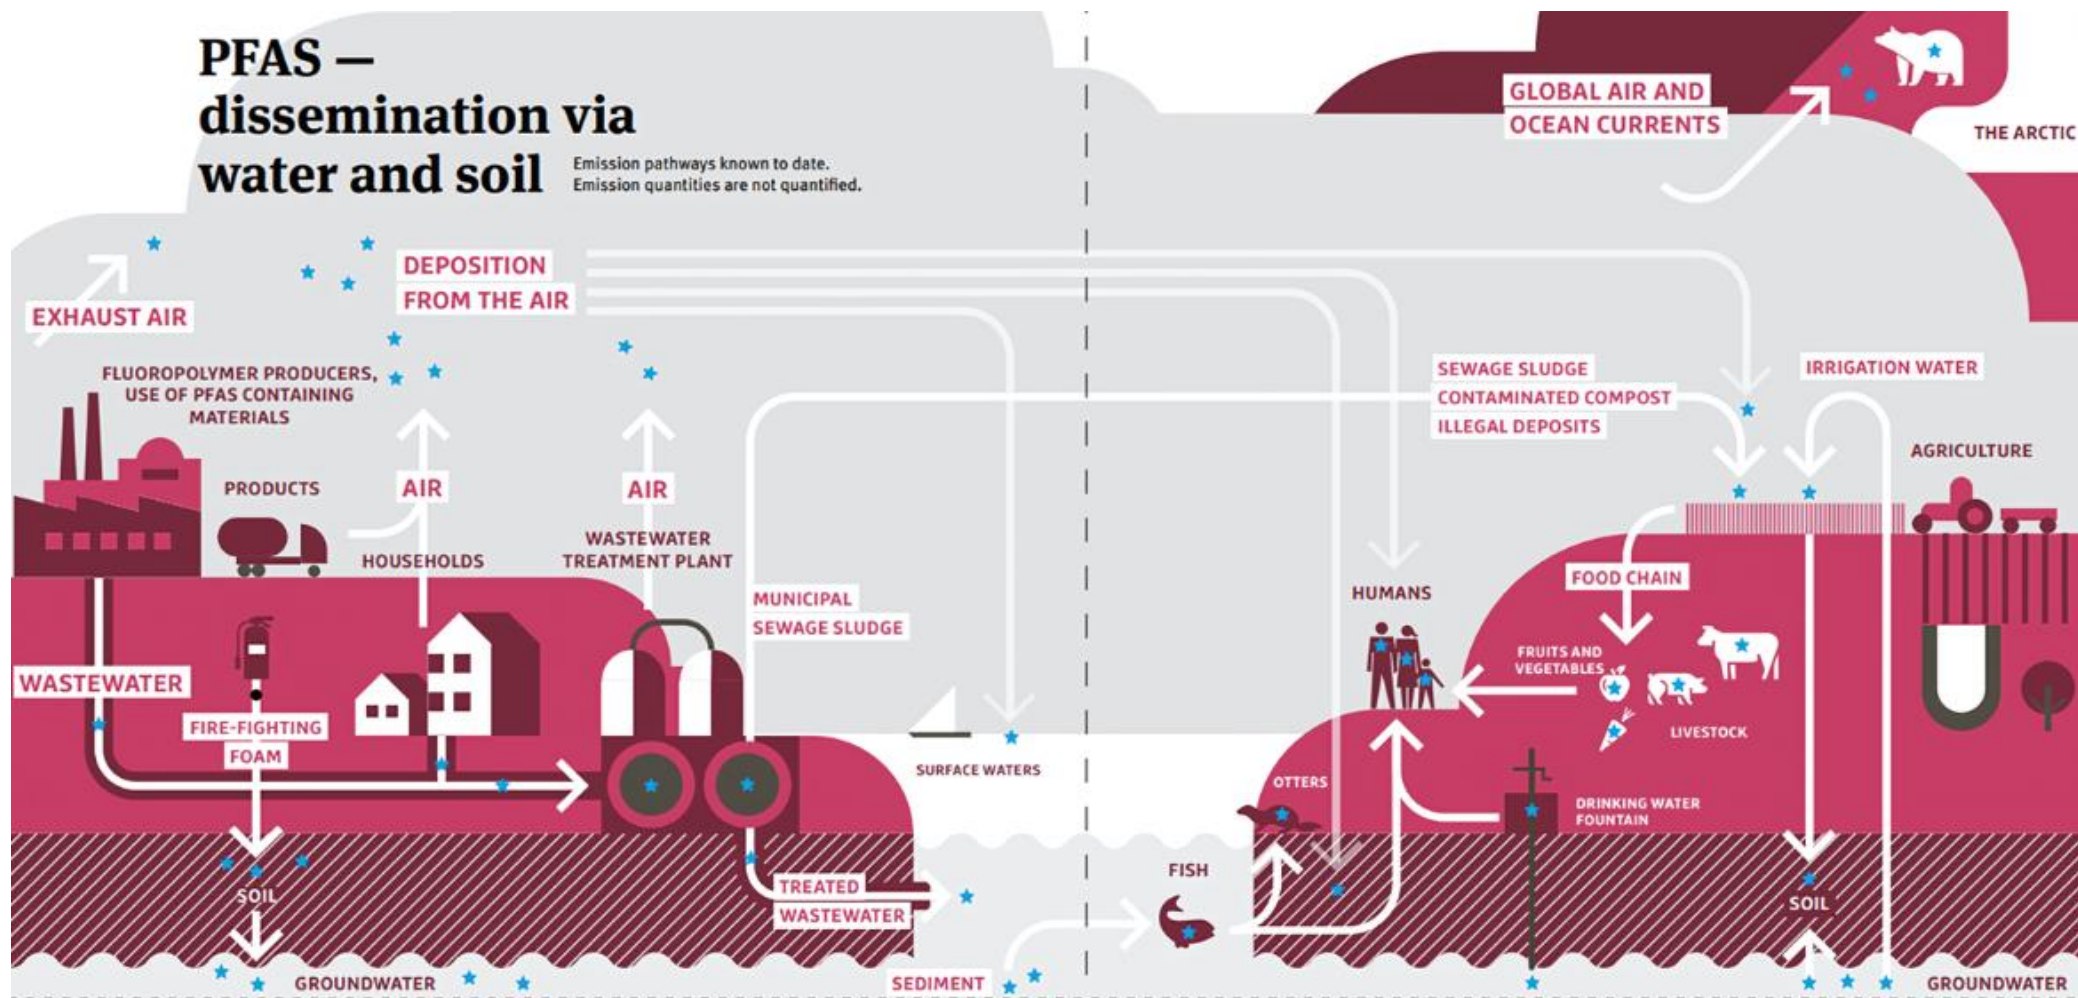 PFAS —
dissemination via
water and soil
Emission pathways known to date.
Emission quantities are not quantified.
GLOBAL AIR AND
OCEAN CURRENTS
THE ARCTIC
EXHAUST AIR
DEPOSITION
FROM THE AIR
FLUOROPOLYMER PRODUCERS,
USE OF PFAS CONTAINING
MATERIALS
PRODUCTS
AIR
HOUSEHOLDS
AIR
WASTEWATER
TREATMENT PLANT
MUNICIPAL
SEWAGE SLUDGE
SEWAGE SLUDGE
CONTAMINATED COMPOST
ILLEGAL DEPOSITS
IRRIGATION WATER
AGRICULTURE
HUMANS
FOOD CHAIN
FRUITS AND
VEGETABLES
LIVESTOCK
WASTEWATER
FIRE-FIGHTING
FOAM
SURFACE WATERS
OTTERS
DRINKING WATER
FOUNTAIN
SOIL
TREATED
WASTEWATER
FISH
SOIL
GROUNDWATER
SEDIMENT
GROUNDWATER